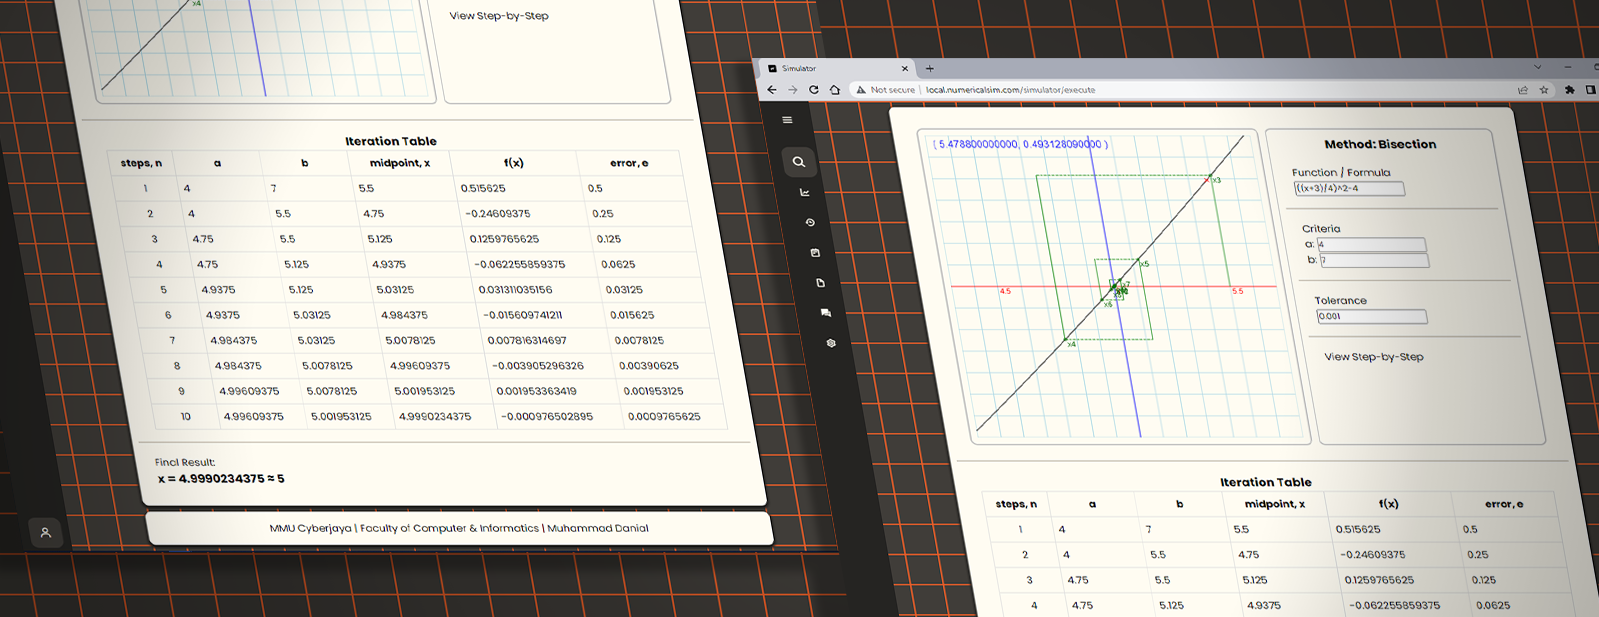 x4
View Step-by-Step
Iteration Table
steps, n a b midpoint, x f(x) error, e
1 4 7 5.5 0.515625 0.5
2 4 5.5 4.75 -0.24609375 0.25
3 4.75 5.5 5.125 0.1259765625 0.125
4 4.75 5.125 4.9375 -0.062255859375 0.0625
5 4.9375 5.125 5.03125 0.031311035156 0.03125
6 4.9375 5.03125 4.984375 -0.015609741211 0.015625
7 4.984375 5.03125 5.0078125 0.007816314697 0.0078125
8 4.984375 5.0078125 4.99609375 -0.003905296326 0.00390625
9 4.99609375 5.0078125 5.001953125 0.001953363419 0.001953125
10 4.99609375 5.001953125 4.9990234375 -0.000976502895 0.0009765625
Final Result:
x = 4.9990234375 ≈ 5
MMU Cyberjaya | Faculty of Computer & Informatics | Muhammad Danial
Simulator
Not secure | local.numericalsim.com/simulator/execute
( 5.478800000000, 0.493128090000 )
x3
x5
x7
4.5
5.5
x6
x4
Method: Bisection
Function / Formula
((x+3)/4)^2-4
Criteria
a: 4
b: 7
Tolerance
0.001
View Step-by-Step
Iteration Table
steps, n a b midpoint, x f(x) error, e
1 4 7 5.5 0.515625 0.5
2 4 5.5 4.75 -0.24609375 0.25
3 4.75 5.5 5.125 0.1259765625 0.125
4 4.75 5.125 4.9375 -0.062255859375 0.0625